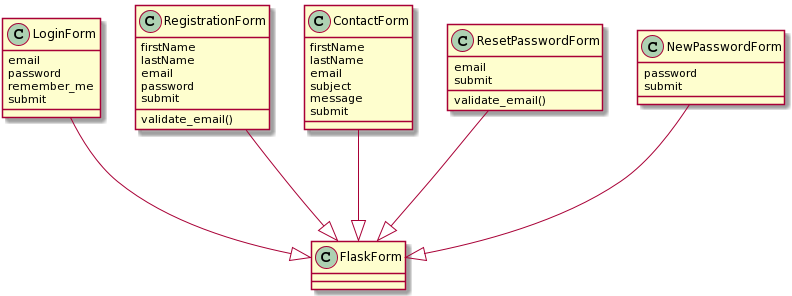 C LoginForm
email
password
remember_me
submit
C RegistrationForm
firstName
lastName
email
password
submit
validate_email()
C ContactForm
firstName
lastName
email
subject
message
submit
C ResetPasswordForm
email
submit
validate_email()
C NewPasswordForm
password
submit
C FlaskForm